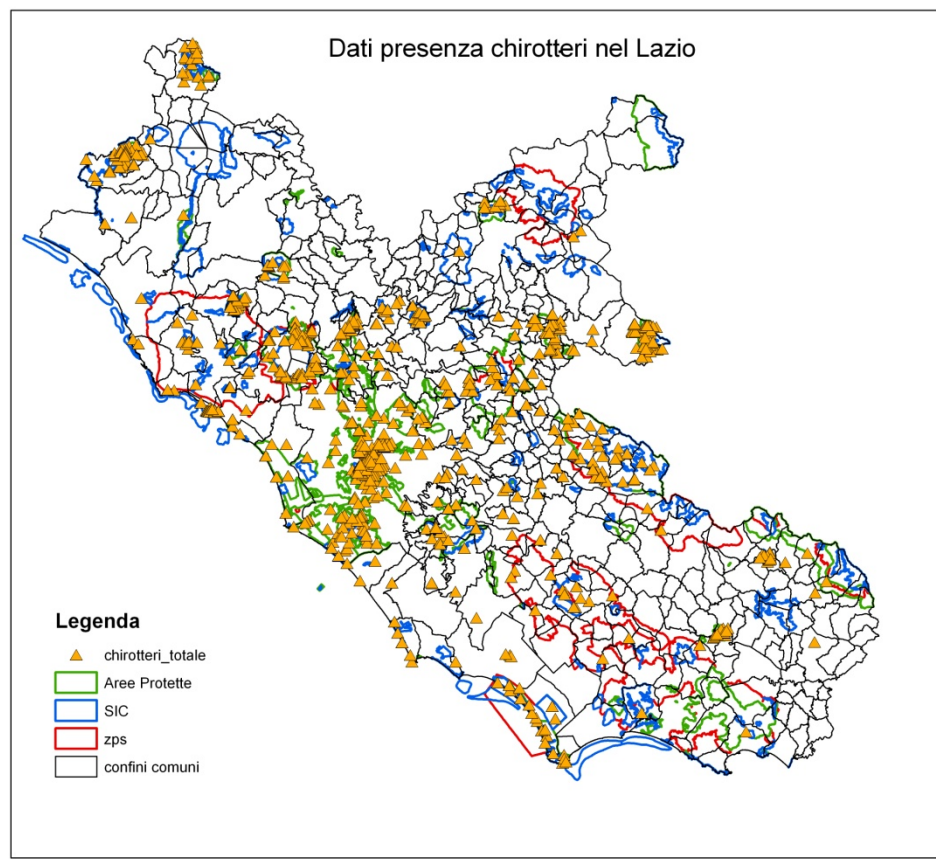 Dati presenza chirotteri nel Lazio
Legenda
chirotteri_totale
Aree Protette
SIC
zps
confini comuni